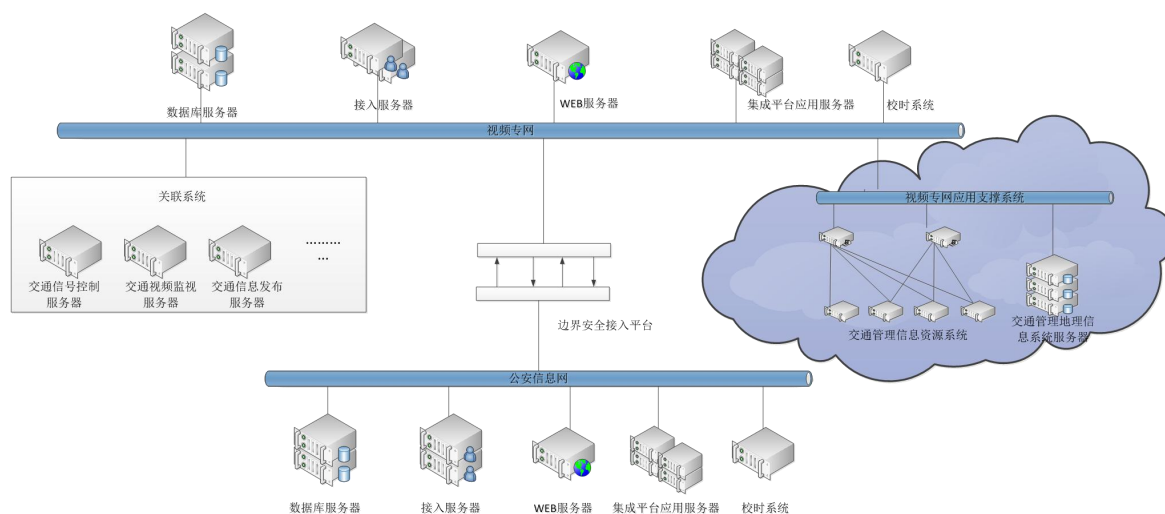 数据库服务器
接入服务器
WEB服务器
集成平台应用服务器
校时系统
视频专网
关联系统
交通信号控制
服务器
交通视频监视
服务器
交通信息发布
服务器
………
…
视频专网应用支撑系统
交通管理信息资源系统
交通管理地理信
息系统服务器
边界安全接入平台
公安信息网
数据库服务器
接入服务器
WEB服务器
集成平台应用服务器
校时系统